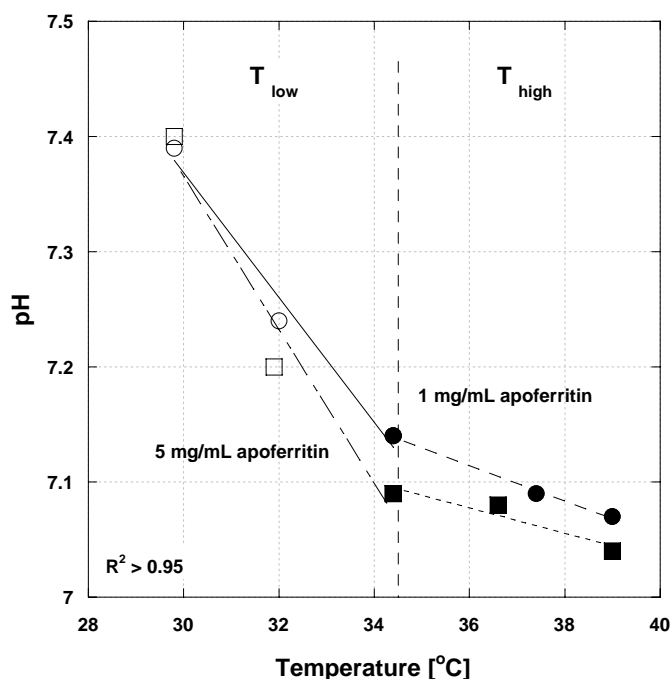 7.5
T low
T high
7.4
7.3
pH
7.2
1 mg/mL apoferritin
5 mg/mL apoferritin
7.1
R² > 0.95
7
28 30 32 34 36 38 40
Temperature [°C]